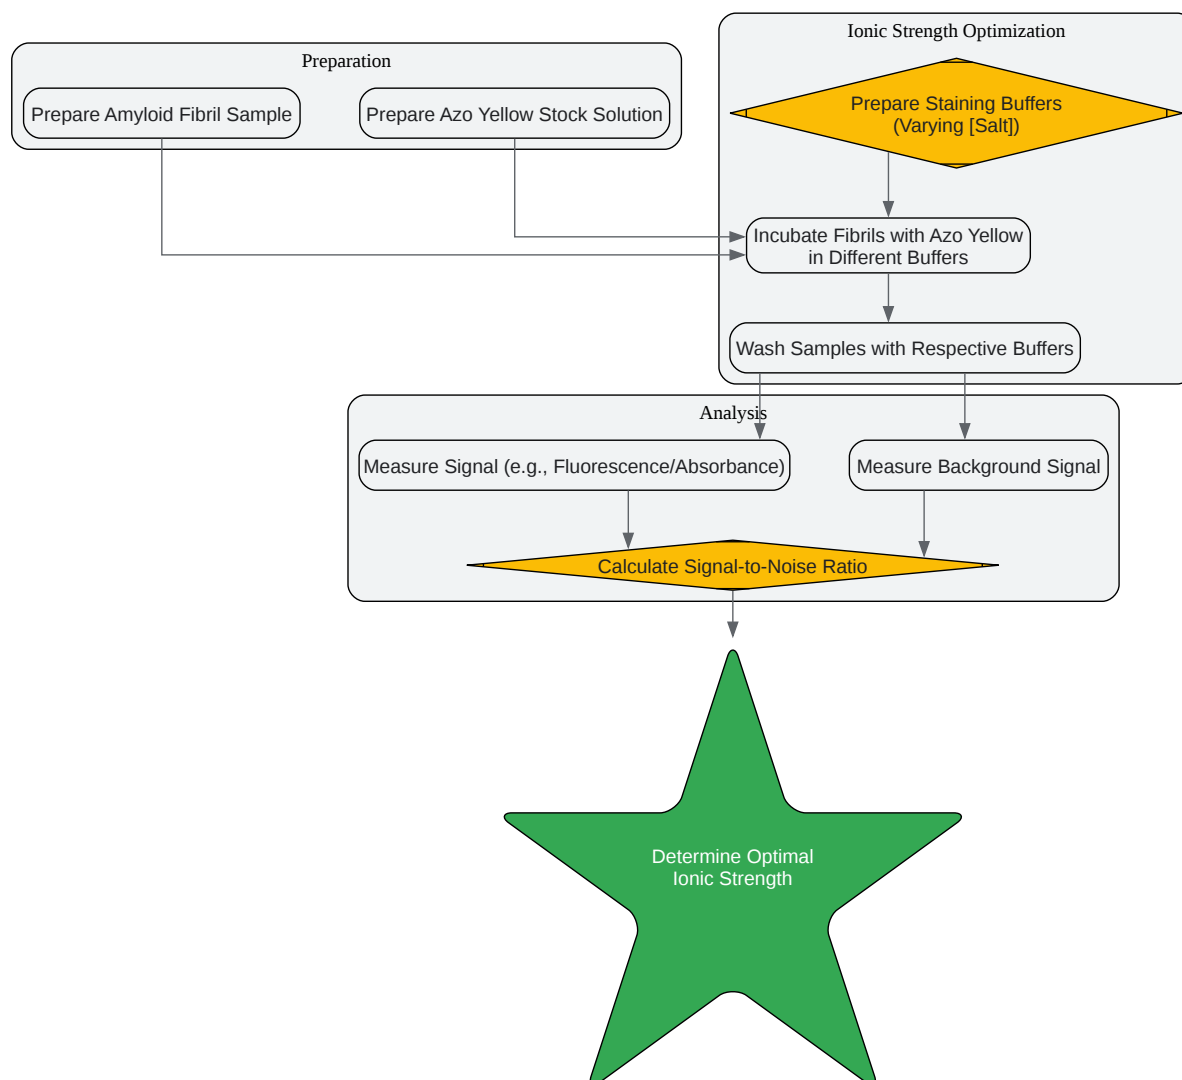 Preparation
Prepare Amyloid Fibril Sample
Prepare Azo Yellow Stock Solution
Ionic Strength Optimization
Prepare Staining Buffers
(Varying [Salt])
Incubate Fibrils with Azo Yellow
in Different Buffers
Wash Samples with Respective Buffers
Analysis
Measure Signal (e.g., Fluorescence/Absorbance)
Measure Background Signal
Calculate Signal-to-Noise Ratio
Determine Optimal
Ionic Strength